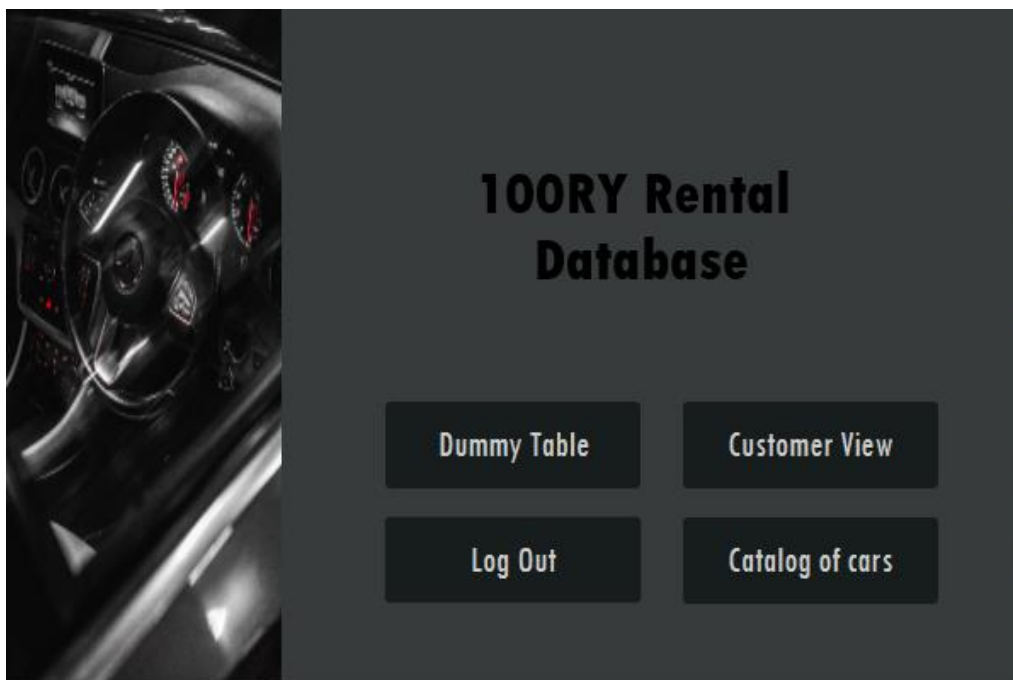 100RY Rental
Database
Dummy Table
Customer View
Log Out
Catalog of cars